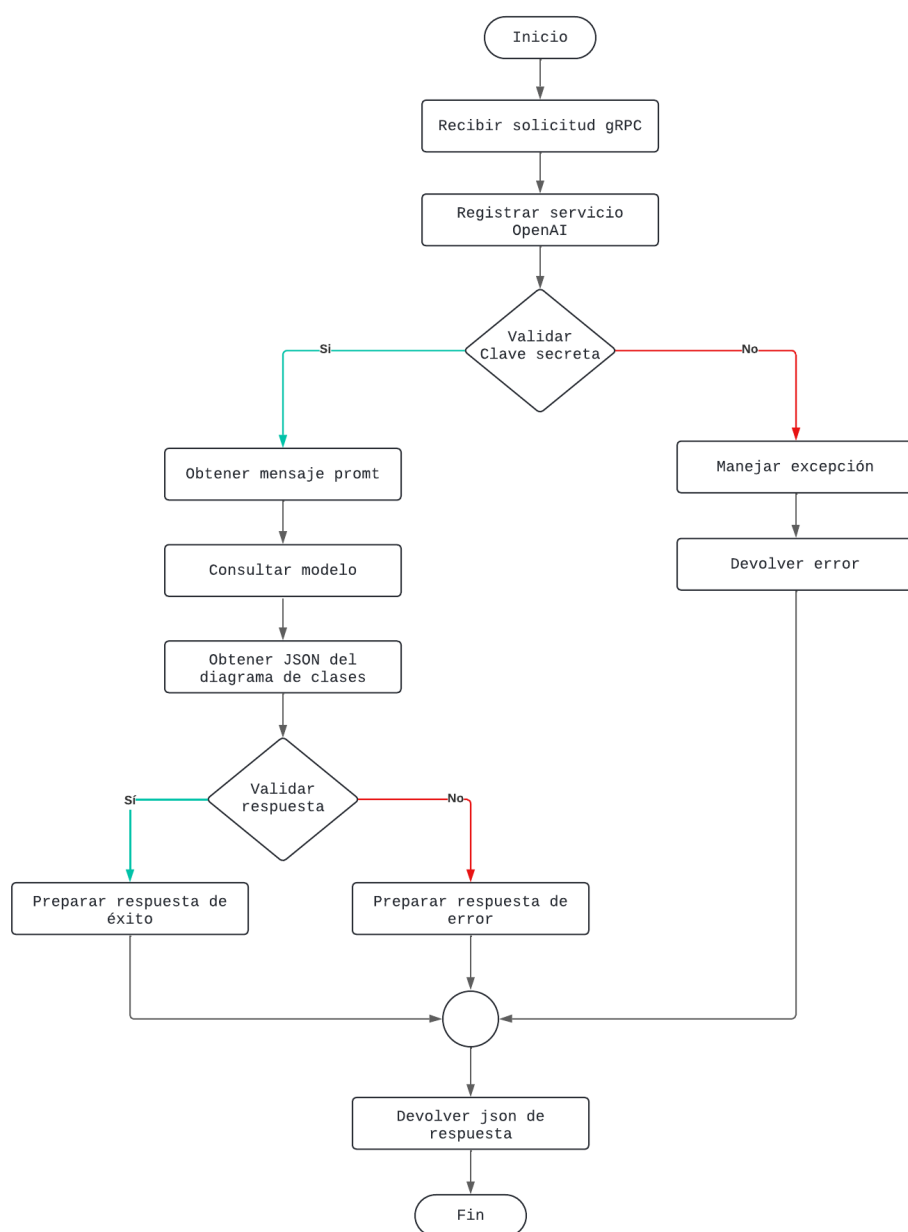 Inicio
Recibir solicitud gRPC
Registrar servicio
OpenAI
Validar
Clave secreta
Si
No
Obtener mensaje promt
Manejar excepción
Consultar modelo
Devolver error
Obtener JSON del
diagrama de clases
Validar
respuesta
Sí
No
Preparar respuesta de
éxito
Preparar respuesta de
error
Devolver json de
respuesta
Fin